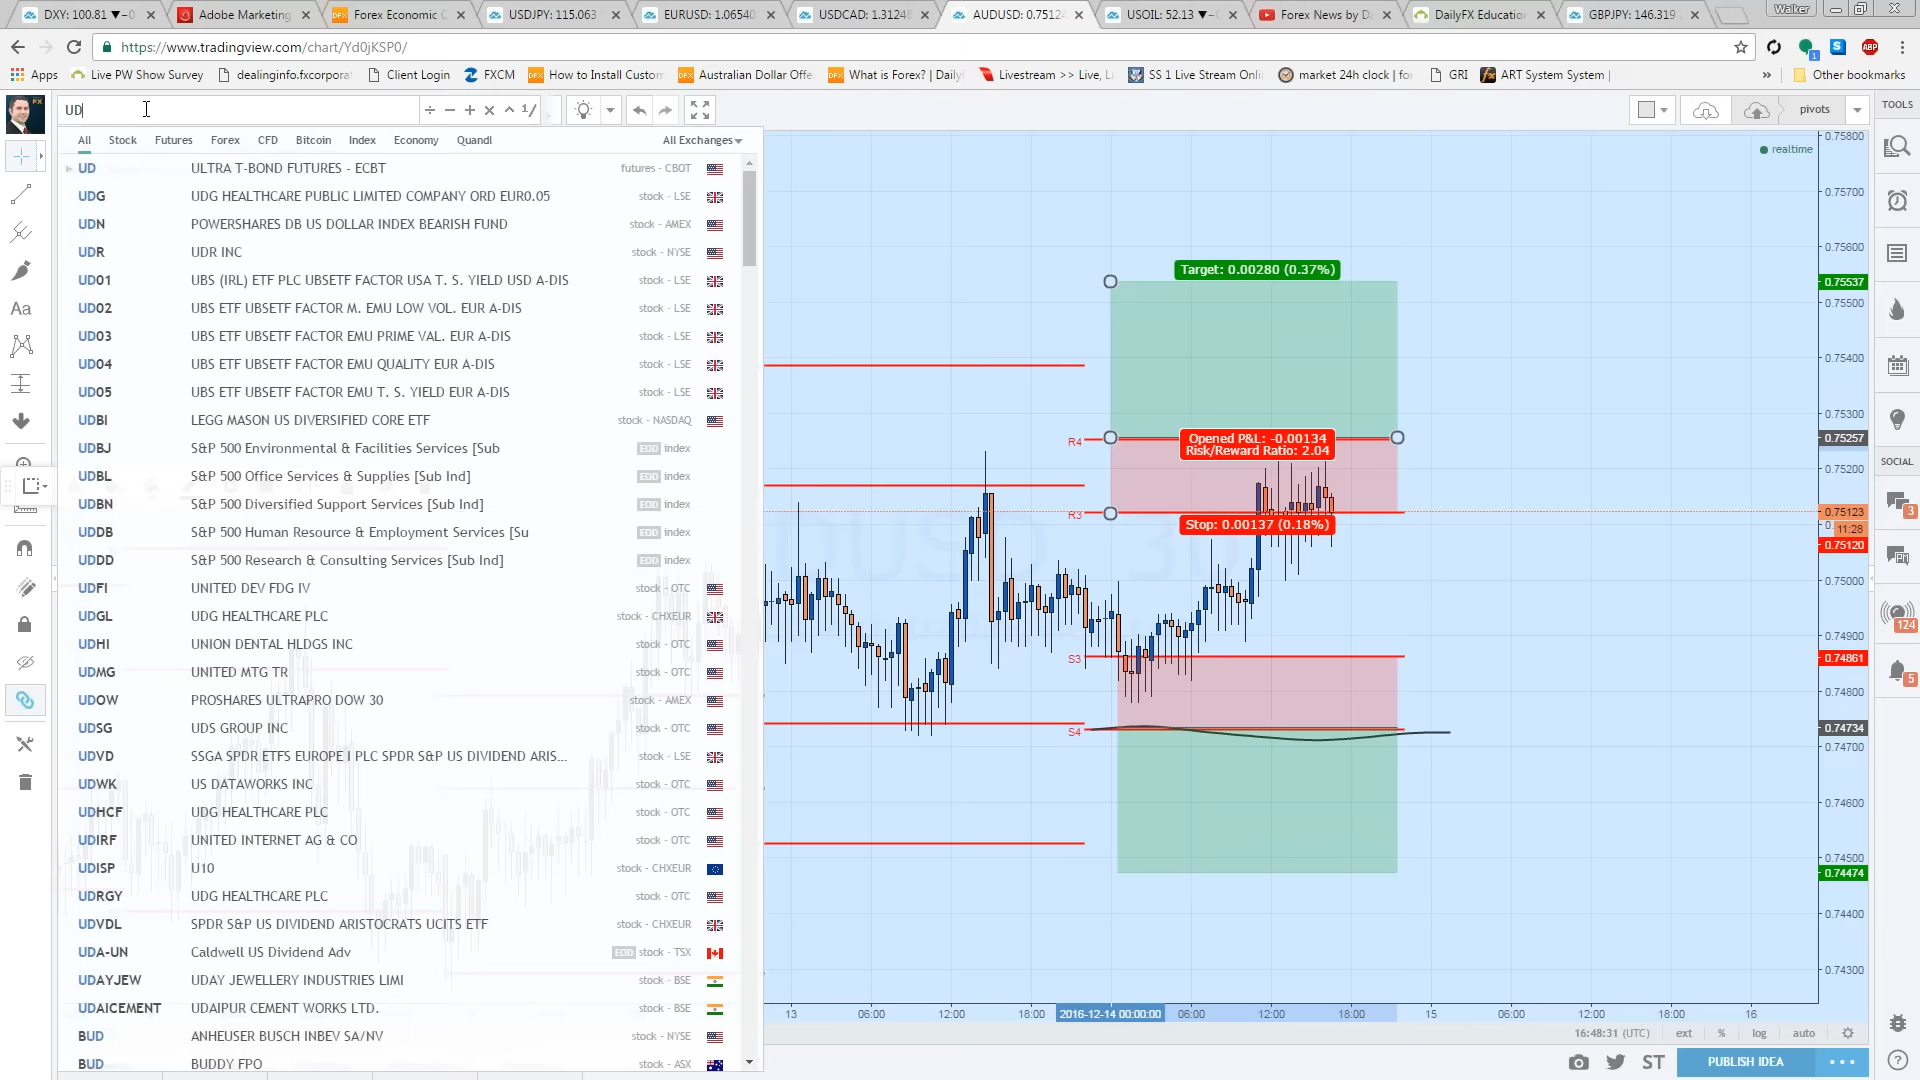 DXY: 100.81 ▼−0
Adobe Marketing
Forex Economic C
USDJPY: 115.063
EURUSD: 1.06540
USDCAD: 1.31248
AUDUSD: 0.75124
USOIL: 52.13 ▼−
Forex News by D
DailyFX Education
GBPJPY: 146.319
Walker
https://www.tradingview.com/chart/Yd0jKSP0/
Apps
Live PW Show Survey
dealinginfo.fxcorpora
Client Login
FXCM
How to Install Custom
Australian Dollar Offe
What is Forex? | Daily
Livestream >> Live, L
SS 1 Live Stream Onli
market 24h clock | fo
GRI
ART System System |
Other bookmarks
UD
pivots
TOOLS
All Stock Futures Forex CFD Bitcoin Index Economy Quandl All Exchanges
UD ULTRA T-BOND FUTURES - ECBT futures - CBOT
UDG UDG HEALTHCARE PUBLIC LIMITED COMPANY ORD EUR0.05 stock - LSE
UDN POWERSHARES DB US DOLLAR INDEX BEARISH FUND stock - AMEX
UDR UDR INC stock - NYSE
UD01 UBS (IRL) ETF PLC UBSETF FACTOR USA T. S. YIELD USD A-DIS stock - LSE
UD02 UBS ETF UBSETF FACTOR M. EMU LOW VOL. EUR A-DIS stock - LSE
UD03 UBS ETF UBSETF FACTOR EMU PRIME VAL. EUR A-DIS stock - LSE
UD04 UBS ETF UBSETF FACTOR EMU QUALITY EUR A-DIS stock - LSE
UD05 UBS ETF UBSETF FACTOR EMU T. S. YIELD EUR A-DIS stock - LSE
UDBI LEGG MASON US DIVERSIFIED CORE ETF stock - NASDAQ
UDBJ S&P 500 Environmental & Facilities Services [Sub EOD index
UDBL S&P 500 Office Services & Supplies [Sub Ind] EOD index
UDBN S&P 500 Diversified Support Services [Sub Ind] EOD index
UDDB S&P 500 Human Resource & Employment Services [Su EOD index
UDDD S&P 500 Research & Consulting Services [Sub Ind] EOD index
UDFI UNITED DEV FDG IV stock - OTC
UDGL UDG HEALTHCARE PLC stock - CHXEUR
UDHI UNION DENTAL HLDGS INC stock - OTC
UDMG UNITED MTG TR stock - OTC
UDOW PROSHARES ULTRAPRO DOW 30 stock - AMEX
UDSG UDS GROUP INC stock - OTC
UDVD SSGA SPDR ETFS EUROPE I PLC SPDR S&P US DIVIDEND ARIS... stock - LSE
UDWK US DATAWORKS INC stock - OTC
UDHCF UDG HEALTHCARE PLC stock - OTC
UDIRF UNITED INTERNET AG & CO stock - OTC
UDISP U10 stock - CHXEUR
UDRGY UDG HEALTHCARE PLC stock - OTC
UDVDL SPDR S&P US DIVIDEND ARISTOCRATS UCITS ETF stock - CHXEUR
UDA-UN Caldwell US Dividend Adv EOD stock - TSX
UDAYJEW UDAY JEWELLERY INDUSTRIES LIMI stock - BSE
UDAICEMENT UDAIPUR CEMENT WORKS LTD. stock - BSE
BUD ANHEUSER BUSCH INBEV SA/NV stock - NYSE
BUD BUDDY FPO stock - ASX
realtime
Target: 0.00280 (0.37%)
R4
Opened P&L: -0.00134
Risk/Reward Ratio: 2.04
R3
Stop: 0.00137 (0.18%)
S3
S4
0.75800
0.75700
0.75600
0.75537
0.75500
0.75400
0.75300
0.75257
0.75200
0.75123
11:28
0.75120
0.75000
0.74900
0.74861
0.74800
0.74734
0.74700
0.74600
0.74500
0.74474
0.74400
0.74300
SOCIAL
3
124
5
13 06:00 12:00 18:00 2016-12-14 00:00:00 06:00 12:00 18:00 15 06:00 12:00 18:00 16
16:48:31 (UTC) ext % log auto
ST
PUBLISH IDEA